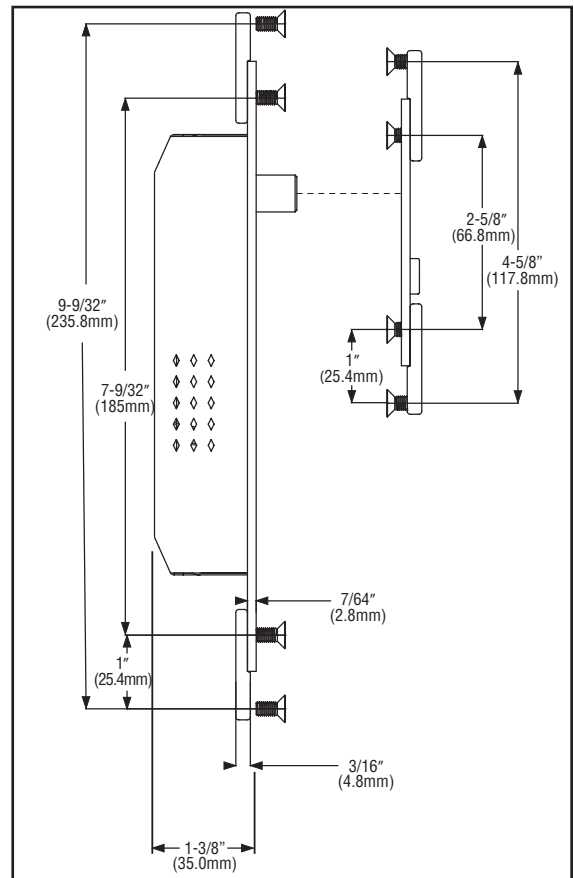 2-5/8"
(66.8mm)
4-5/8"
(117.8mm)
9-9/32"
(235.8mm)
1"
(25.4mm)
7-9/32"
(185mm)
7/64"
(2.8mm)
1"
(25.4mm)
3/16"
(4.8mm)
1-3/8"
(35.0mm)